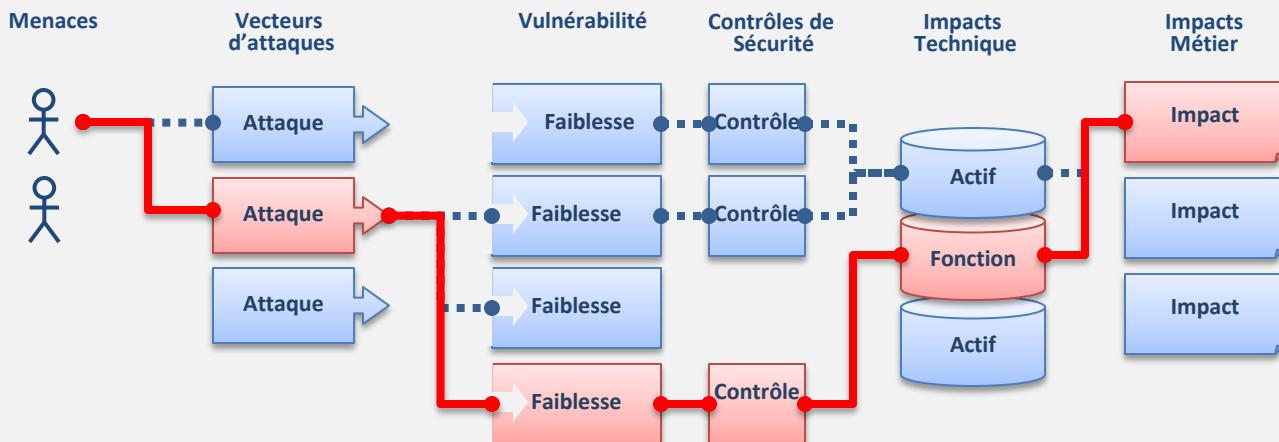 Menaces
Vecteurs
d'attaques
Vulnérabilité
Contrôles de
Sécurité
Impacts
Technique
Impacts
Métier
Attaque
Faiblesse
Contrôle
Impact
Actif
Attaque
Faiblesse
Contrôle
Impact
Fonction
Attaque
Faiblesse
Impact
Actif
Faiblesse
Contrôle